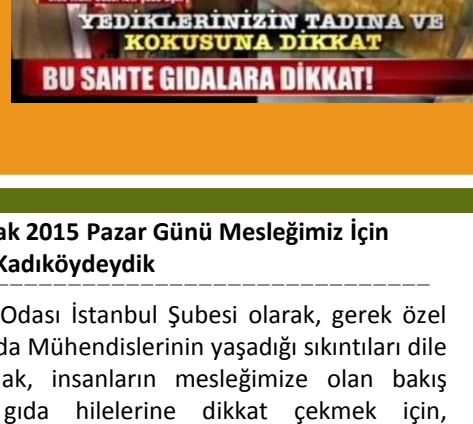 YEDİKLERİNİZİN TADINA VE
KOKUSUNA DİKKAT
BU SAHTE GIDALARA DİKKAT!
ak 2015 Pazar Günü Mesleğimiz İçin
Kadıköydeydik
Odası İstanbul Şubesi olarak, gerek özel
da Mühendislerinin yaşadığı sıkıntıları dile
ak, insanların mesleğimize olan bakış
gıda hilelerine dikkat çekmek için,